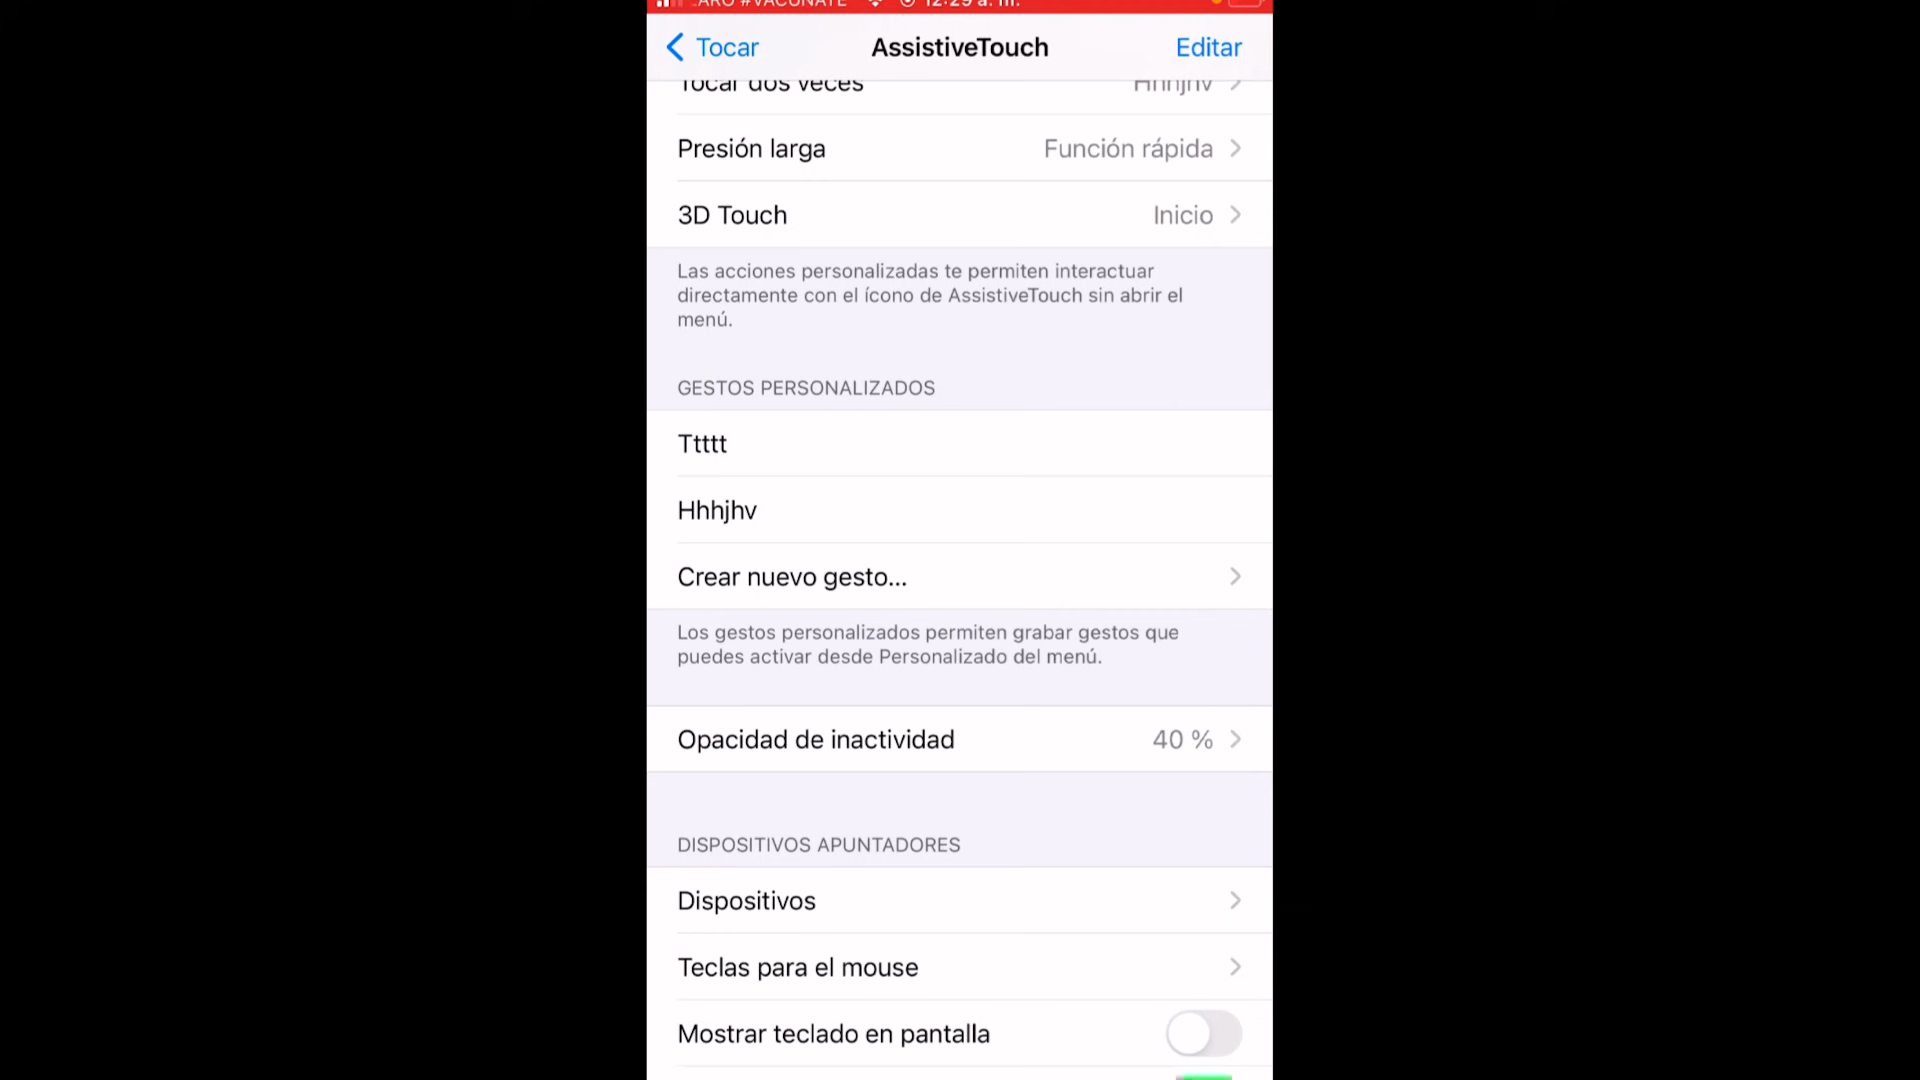 #VACUNATE 12:29 a. m.
Tocar AssistiveTouch Editar
Tocar dos veces Hhhjhv
Presión larga Función rápida
3D Touch Inicio
Las acciones personalizadas te permiten interactuar
directamente con el ícono de AssistiveTouch sin abrir el
menú.
GESTOS PERSONALIZADOS
Ttttt
Hhhjhv
Crear nuevo gesto...
Los gestos personalizados permiten grabar gestos que
puedes activar desde Personalizado del menú.
Opacidad de inactividad 40 %
DISPOSITIVOS APUNTADORES
Dispositivos
Teclas para el mouse
Mostrar teclado en pantalla